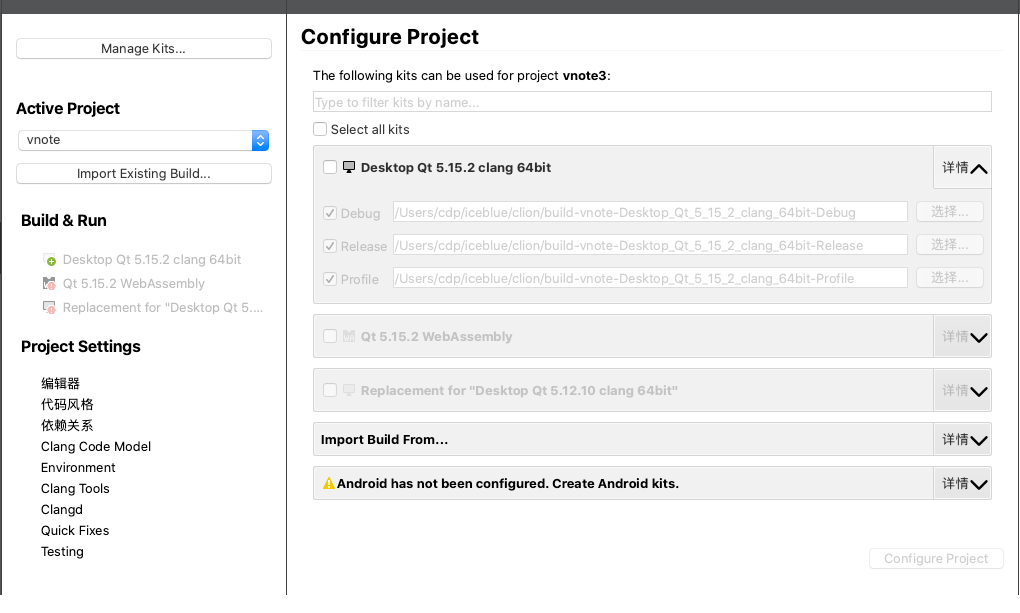 Manage Kits...
Active Project
vnote
Import Existing Build...
Build & Run
Desktop Qt 5.15.2 clang 64bit
Qt 5.15.2 WebAssembly
Replacement for "Desktop Qt 5....
Project Settings
编辑器
代码风格
依赖关系
Clang Code Model
Environment
Clang Tools
Clangd
Quick Fixes
Testing
Configure Project
The following kits can be used for project vnote3:
Type to filter kits by name...
Select all kits
Desktop Qt 5.15.2 clang 64bit 详情
Debug /Users/cdp/iceblue/clion/build-vnote-Desktop_Qt_5_15_2_clang_64bit-Debug 选择...
Release /Users/cdp/iceblue/clion/build-vnote-Desktop_Qt_5_15_2_clang_64bit-Release 选择...
Profile /Users/cdp/iceblue/clion/build-vnote-Desktop_Qt_5_15_2_clang_64bit-Profile 选择...
Qt 5.15.2 WebAssembly 详情
Replacement for "Desktop Qt 5.12.10 clang 64bit" 详情
Import Build From... 详情
Android has not been configured. Create Android kits. 详情
Configure Project